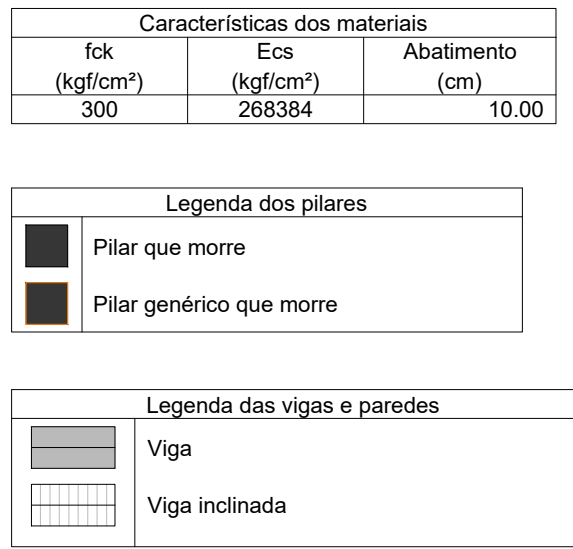 Características dos materiais
fck Ecs Abatimento
(kgf/cm²) (kgf/cm²) (cm)
300 268384 10.00
Legenda dos pilares
Pilar que morre
Pilar genérico que morre
Legenda das vigas e paredes
Viga
Viga inclinada